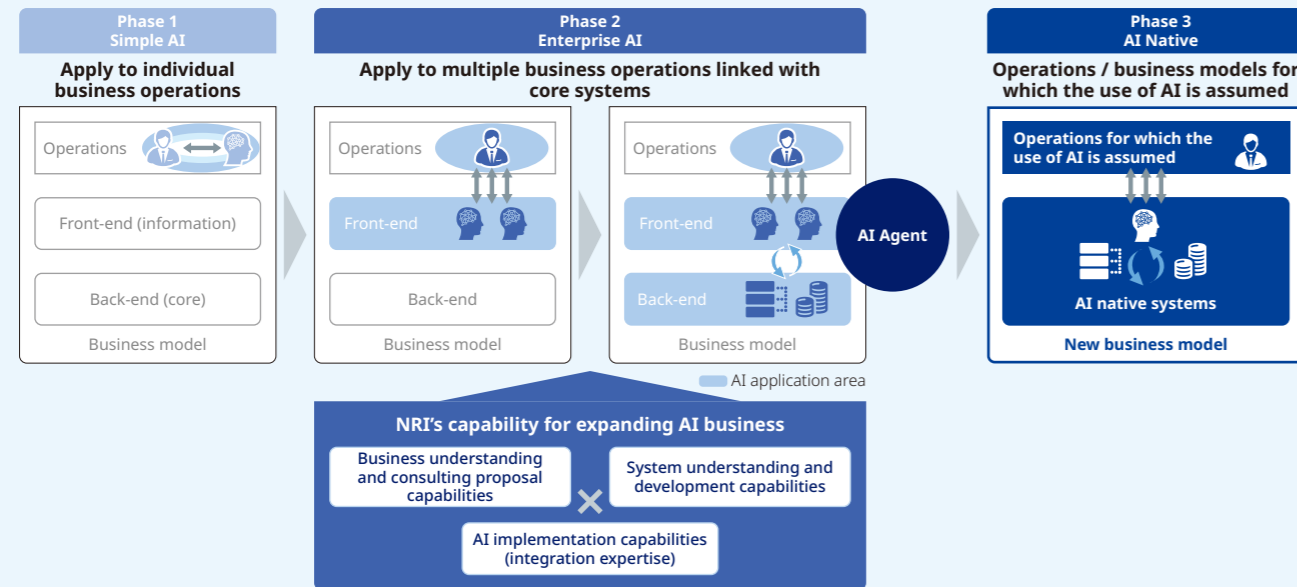 Phase 1
Simple AI
Apply to individual
business operations
Operations
Front-end (information)
Back-end (core)
Business model
Phase 2
Enterprise AI
Apply to multiple business operations linked with
core systems
Operations
Front-end
Back-end
Business model
Operations
Front-end
Back-end
Business model
AI Agent
AI application area
Phase 3
AI Native
Operations / business models for
which the use of AI is assumed
Operations for which the
use of AI is assumed
AI native systems
New business model
NRI's capability for expanding AI business
Business understanding
and consulting proposal
capabilities
System understanding and
development capabilities
AI implementation capabilities
(integration expertise)